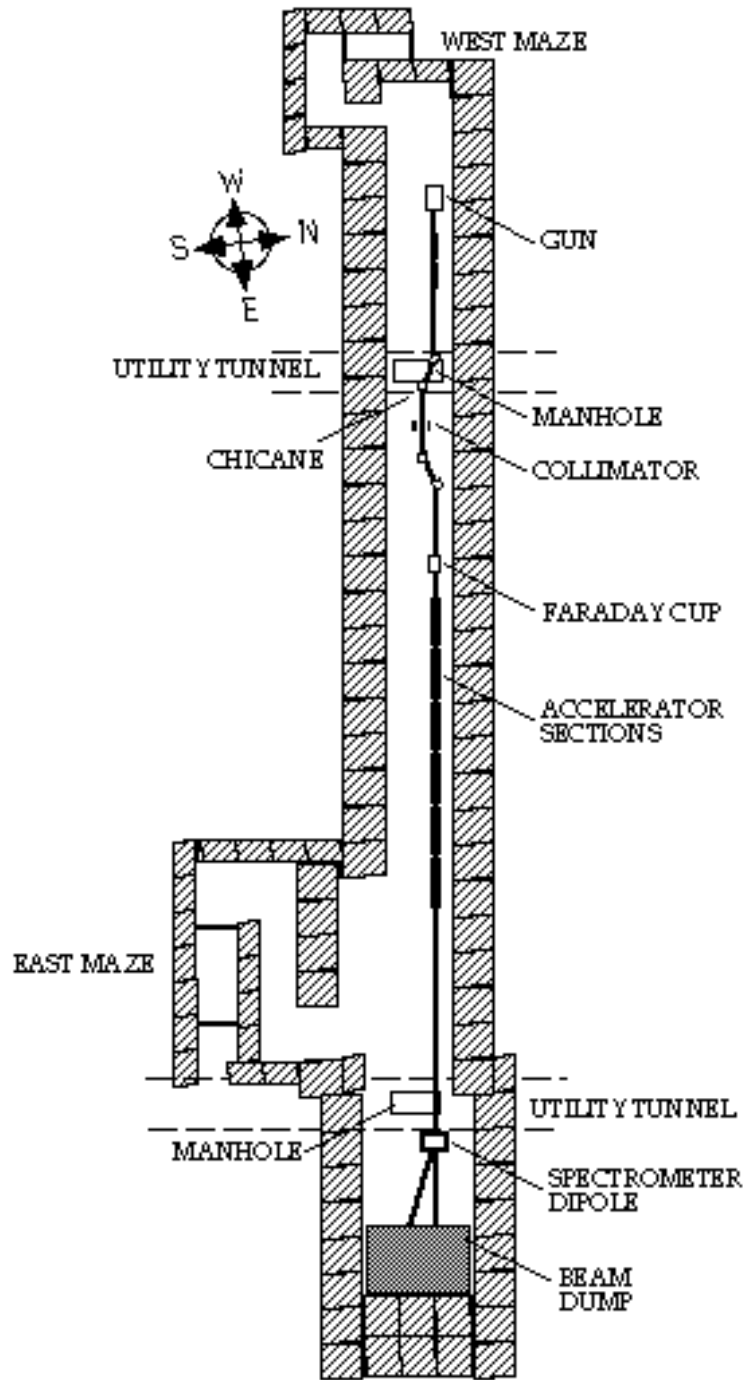 WEST MAZE
W
S
N
E
GUN
UTILITY TUNNEL
MANHOLE
CHICANE
COLLIMATOR
FARADAY CUP
ACCELERATOR
SECTIONS
EAST MAZE
UTILITY TUNNEL
MANHOLE
SPECTROMETER
DIPOLE
BEAM
DUMP